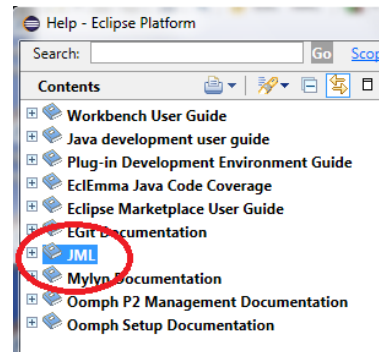 Help - Eclipse Platform
Search: Go Scop
Contents
Workbench User Guide
Java development user guide
Plug-in Development Environment Guide
EclEmma Java Code Coverage
Eclipse Marketplace User Guide
EGit Documentation
JML
Mylyn Documentation
Oomph P2 Management Documentation
Oomph Setup Documentation